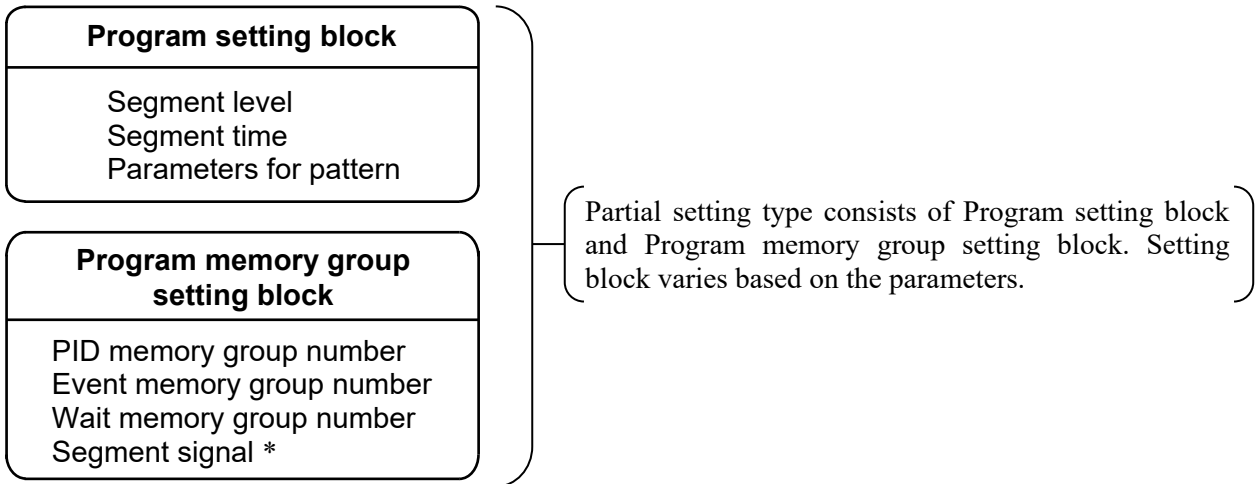 Program setting block
Segment level
Segment time
Parameters for pattern
Program memory group
setting block
PID memory group number
Event memory group number
Wait memory group number
Segment signal *
Partial setting type consists of Program setting block
and Program memory group setting block. Setting
block varies based on the parameters.